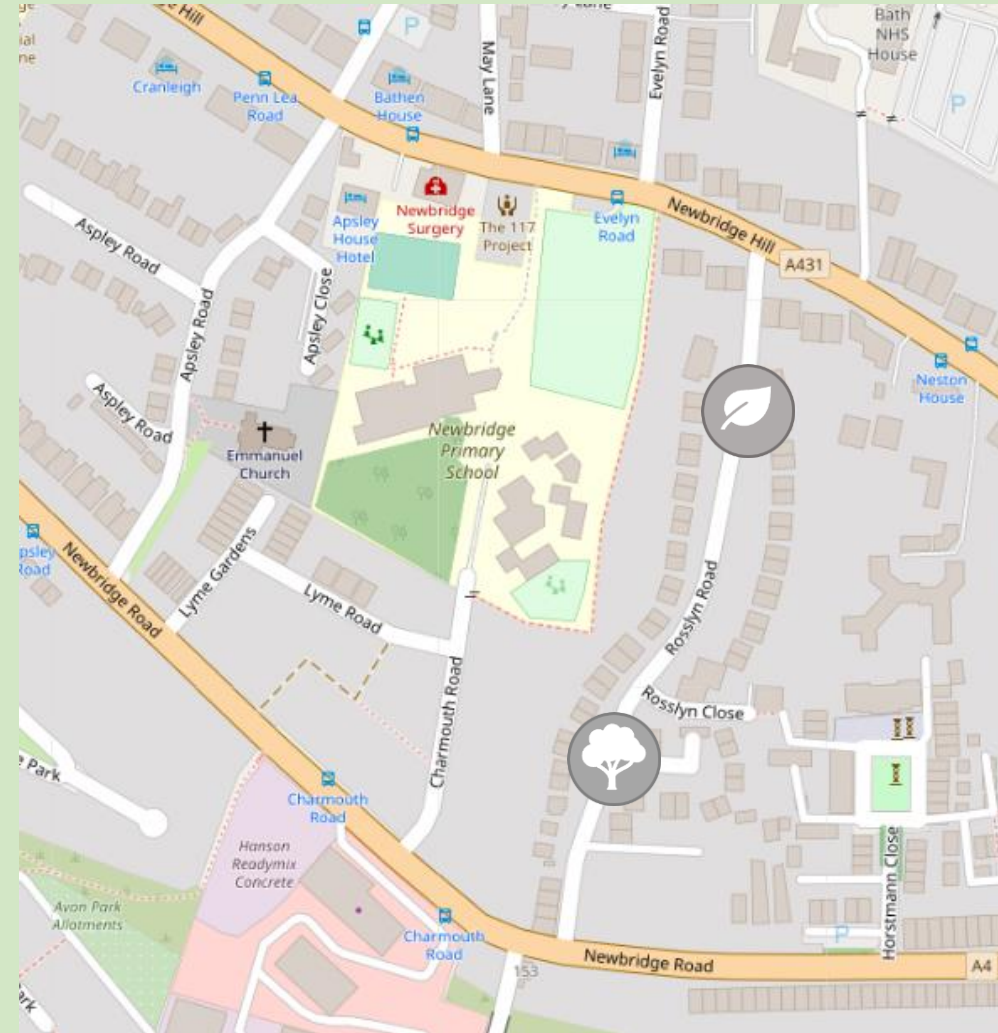 Bath
NHS
House
May Lane
Evelyn Road
P
Cranleigh
Penn Lea
Road
Bathen
House
P
Newbridge
Surgery
The 117
Project
Evelyn
Road
Newbridge Hill
A431
Apsley
House
Hotel
Aspley Road
Apsley Road
Apsley Close
Neston
House
Aspley Road
Emmanuel
Church
Newbridge
Primary
School
Newbridge Road
Lyme Gardens
Lyme Road
Charmouth Road
Rosslyn Road
Rosslyn Close
Charmouth
Road
Hanson
Readymix
Concrete
Avon Park
Allotments
Charmouth
Road
153
Newbridge Road
P
Horstmann Close
A4